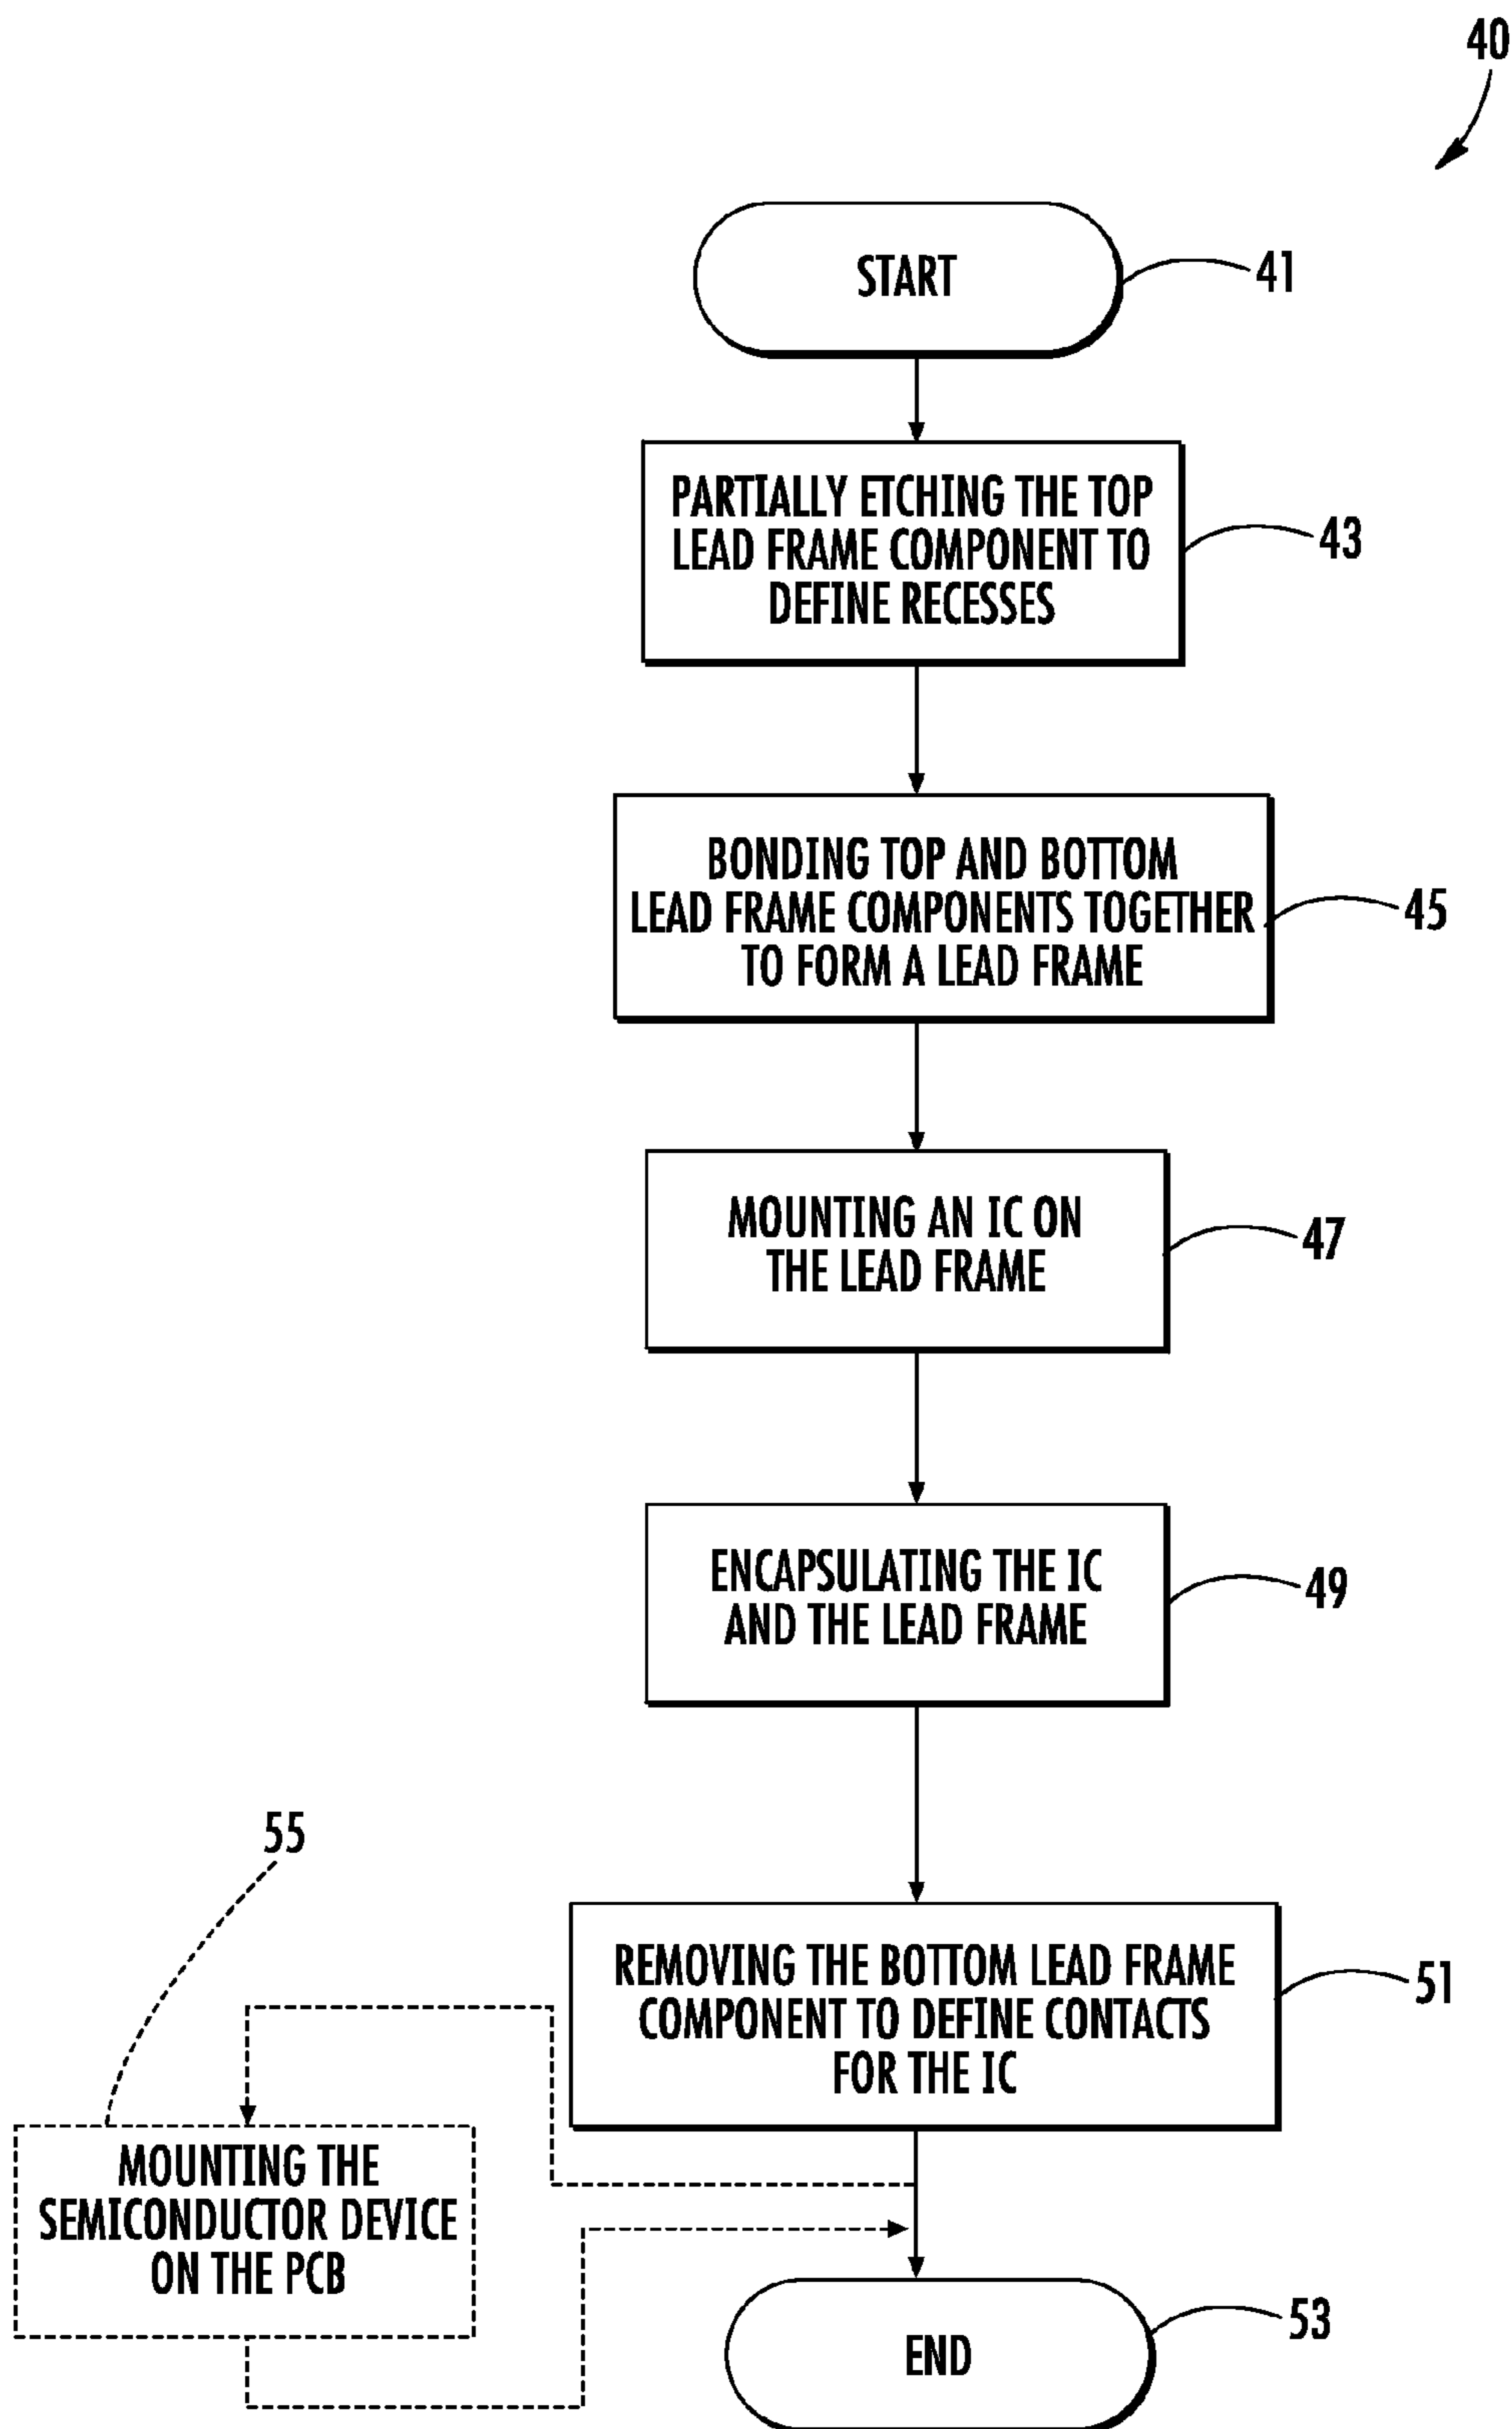 40
START
41
PARTIALLY ETCHING THE TOP
LEAD FRAME COMPONENT TO
DEFINE RECESSES
43
BONDING TOP AND BOTTOM
LEAD FRAME COMPONENTS TOGETHER
TO FORM A LEAD FRAME
45
MOUNTING AN IC ON
THE LEAD FRAME
47
ENCAPSULATING THE IC
AND THE LEAD FRAME
49
55
REMOVING THE BOTTOM LEAD FRAME
COMPONENT TO DEFINE CONTACTS
FOR THE IC
51
MOUNTING THE
SEMICONDUCTOR DEVICE
ON THE PCB
END
53